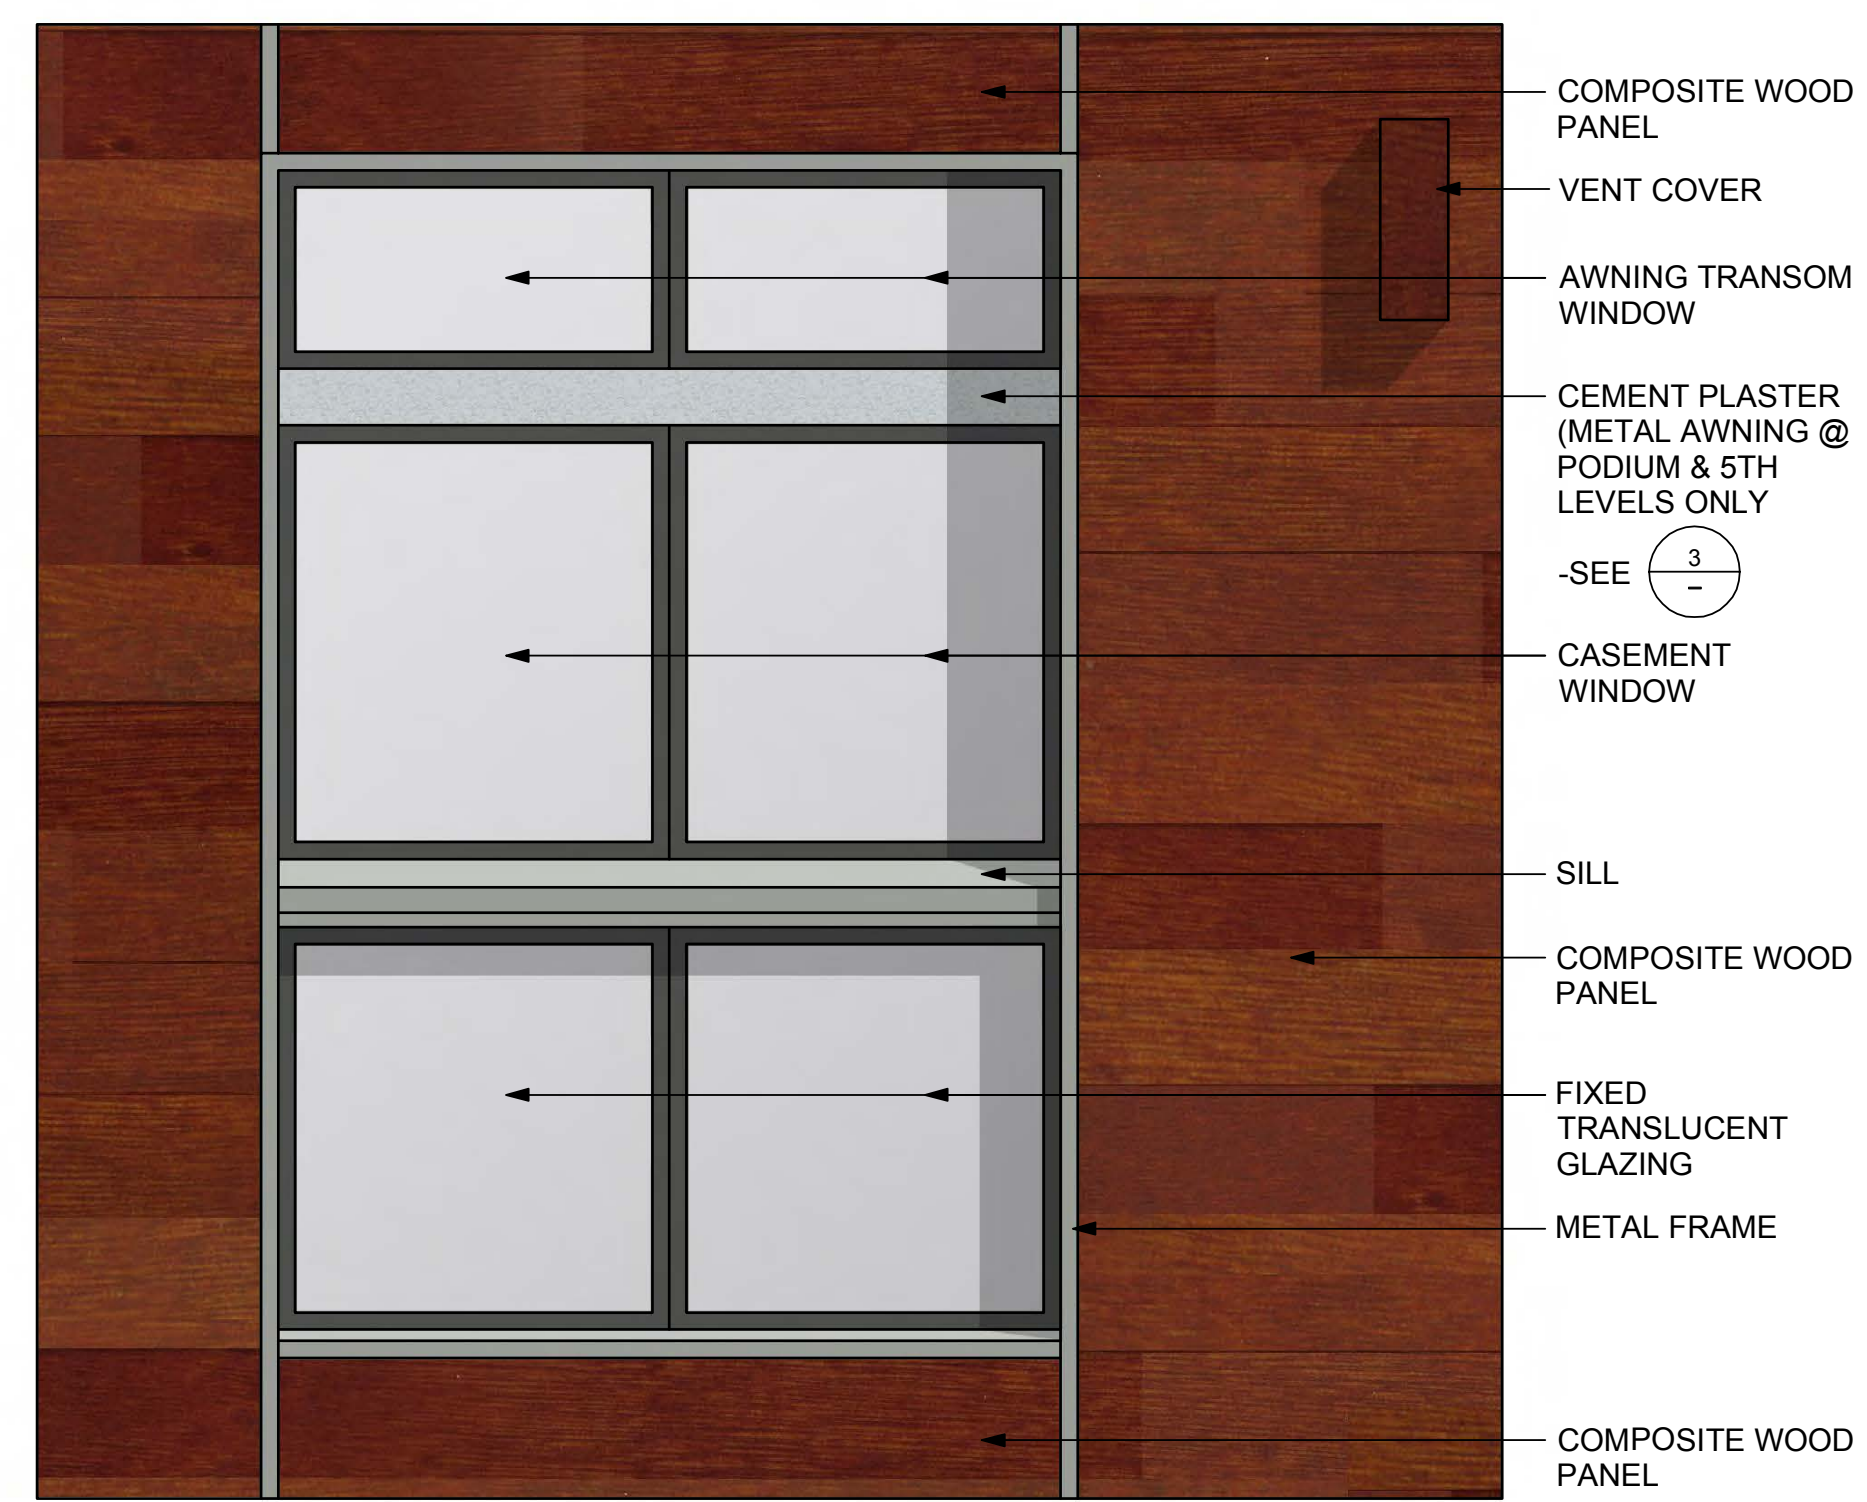 COMPOSITE WOOD
PANEL
VENT COVER
AWNING TRANSOM
WINDOW
CEMENT PLASTER
(METAL AWNING @
PODIUM & 5TH
LEVELS ONLY
-SEE 3
–
CASEMENT
WINDOW
SILL
COMPOSITE WOOD
PANEL
FIXED
TRANSLUCENT
GLAZING
METAL FRAME
COMPOSITE WOOD
PANEL